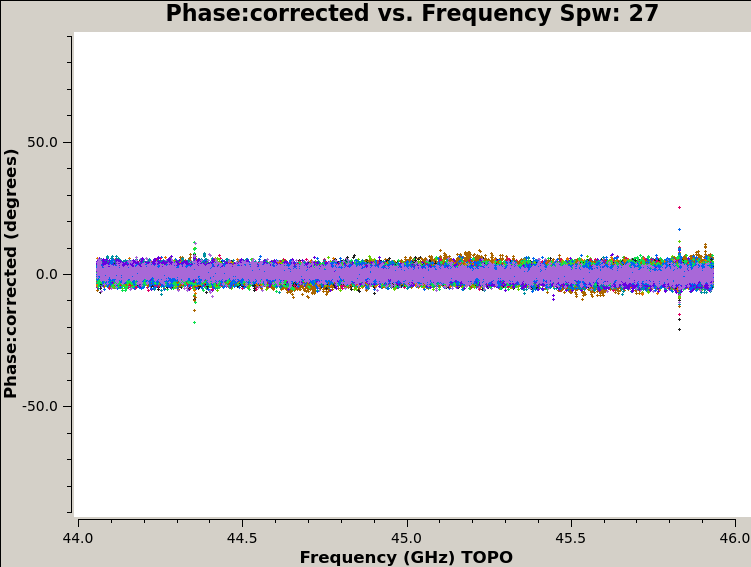 Phase:corrected vs. Frequency Spw: 27
Phase:corrected (degrees)
50.0
0.0
-50.0
44.0 44.5 45.0 45.5 46.0
Frequency (GHz) TOPO